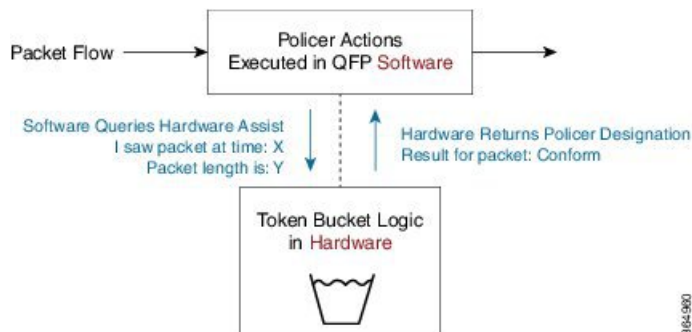 Policer Actions
Packet Flow
Executed in QFP Software
Software Queries Hardware Assist
I saw packet at time: X
Packet length is: Y
Hardware Returns Policer Designation
Result for packet: Conform
Token Bucket Logic
in Hardware
364960